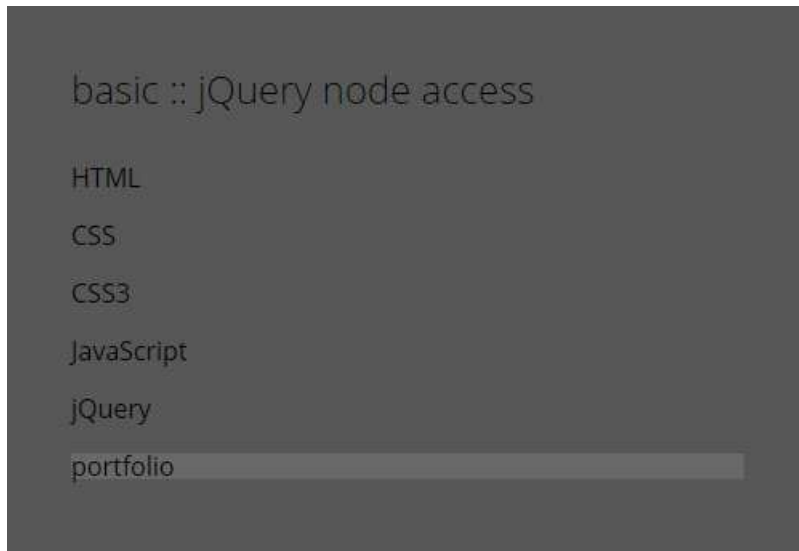 basic :: jQuery node access
HTML
CSS
CSS3
JavaScript
jQuery
portfolio